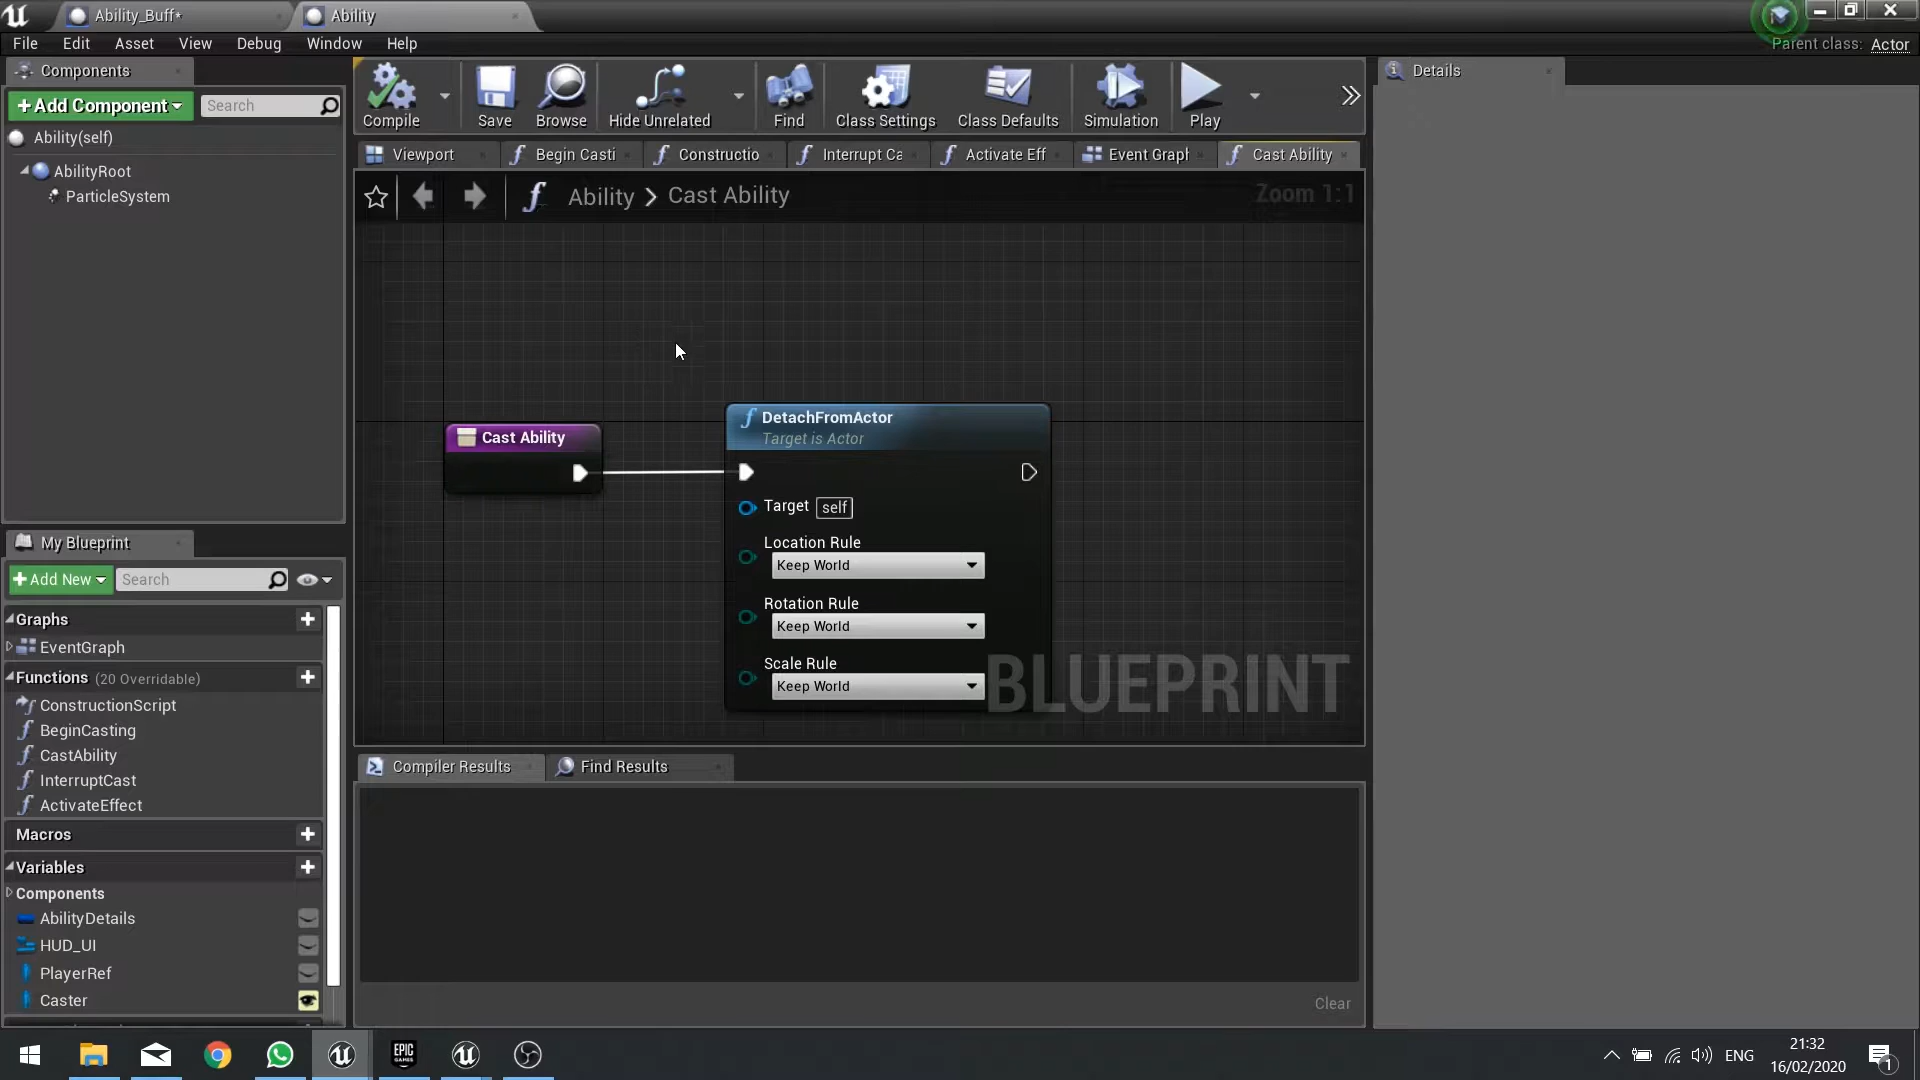 Ability_Buff*
Ability
File Edit Asset View Debug Window Help
Parent class: Actor
Components
Details
+Add Component
Search
Compile
Save
Browse
Hide Unrelated
Find
Class Settings
Class Defaults
Simulation
Play
Ability(self)
Viewport
Begin Casti
Constructio
Interrupt Ca
Activate Eff
Event Graph
Cast Ability
AbilityRoot
ParticleSystem
Ability > Cast Ability
Zoom 1:1
Cast Ability
DetachFromActor
Target is Actor
Target self
Location Rule
Keep World
Rotation Rule
Keep World
Scale Rule
Keep World
BLUEPRINT
My Blueprint
+Add New
Search
Graphs
EventGraph
Functions (20 Overridable)
ConstructionScript
BeginCasting
CastAbility
InterruptCast
ActivateEffect
Macros
Variables
Components
AbilityDetails
HUD_UI
PlayerRef
Caster
Compiler Results
Find Results
Clear
EPIC
GAMES
ENG
21:32
16/02/2020
1